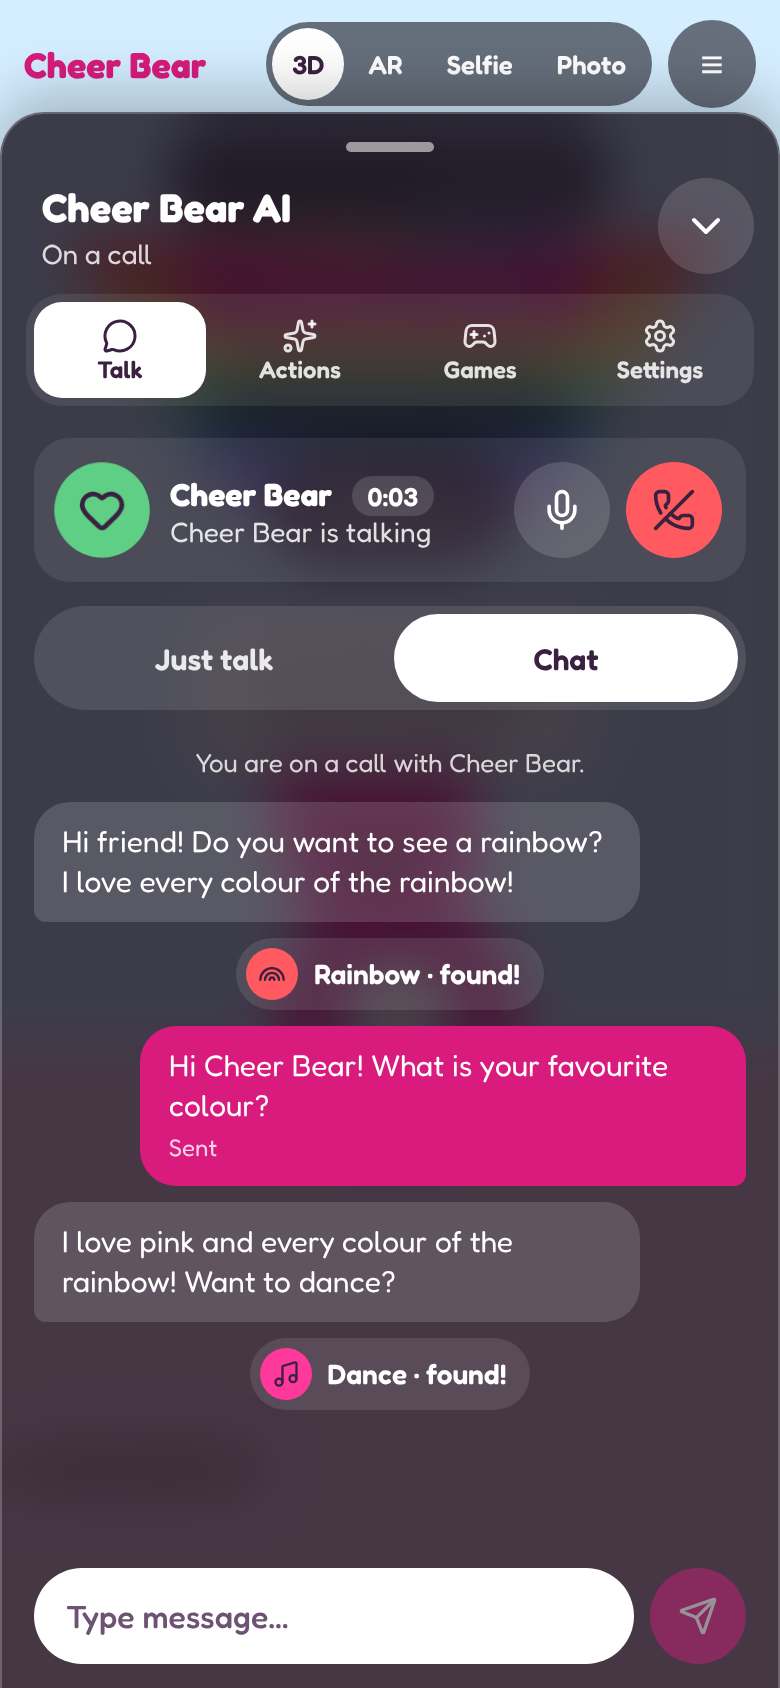 Cheer Bear
3D
AR
Selfie
Photo
Cheer Bear AI
On a call
Talk
Actions
Games
Settings
Cheer Bear
0:03
Cheer Bear is talking
Just talk
Chat
You are on a call with Cheer Bear.
Hi friend! Do you want to see a rainbow?
I love every colour of the rainbow!
Rainbow · found!
Hi Cheer Bear! What is your favourite
colour?
Sent
I love pink and every colour of the
rainbow! Want to dance?
Dance · found!
Type message...